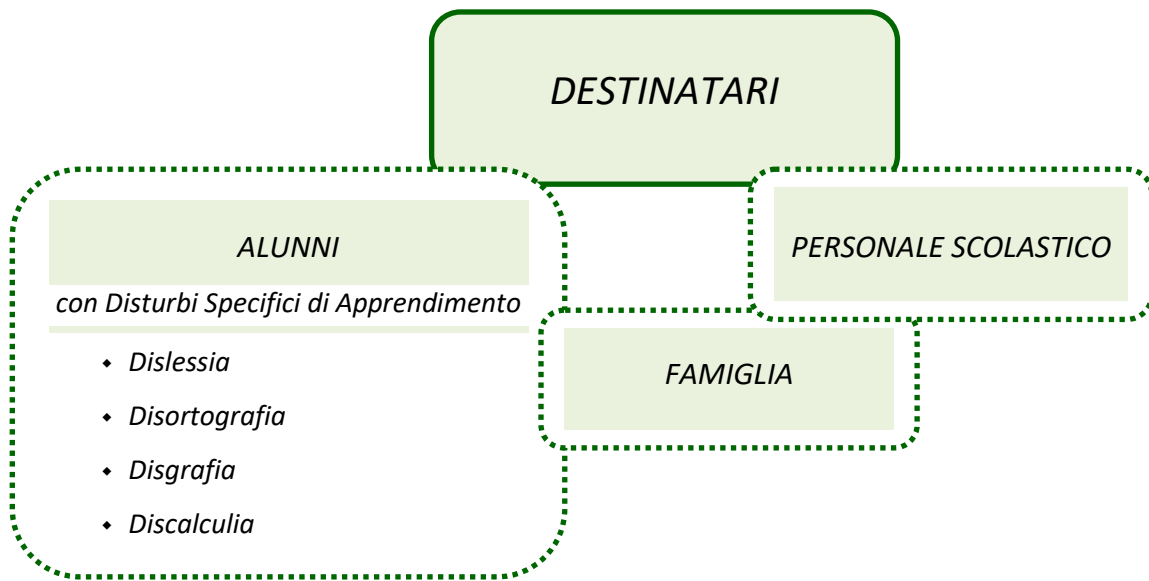 DESTINATARI
ALUNNI
con Disturbi Specifici di Apprendimento
⬥ Dislessia
⬥ Disortografia
⬥ Disgrafia
⬥ Discalculia
PERSONALE SCOLASTICO
FAMIGLIA